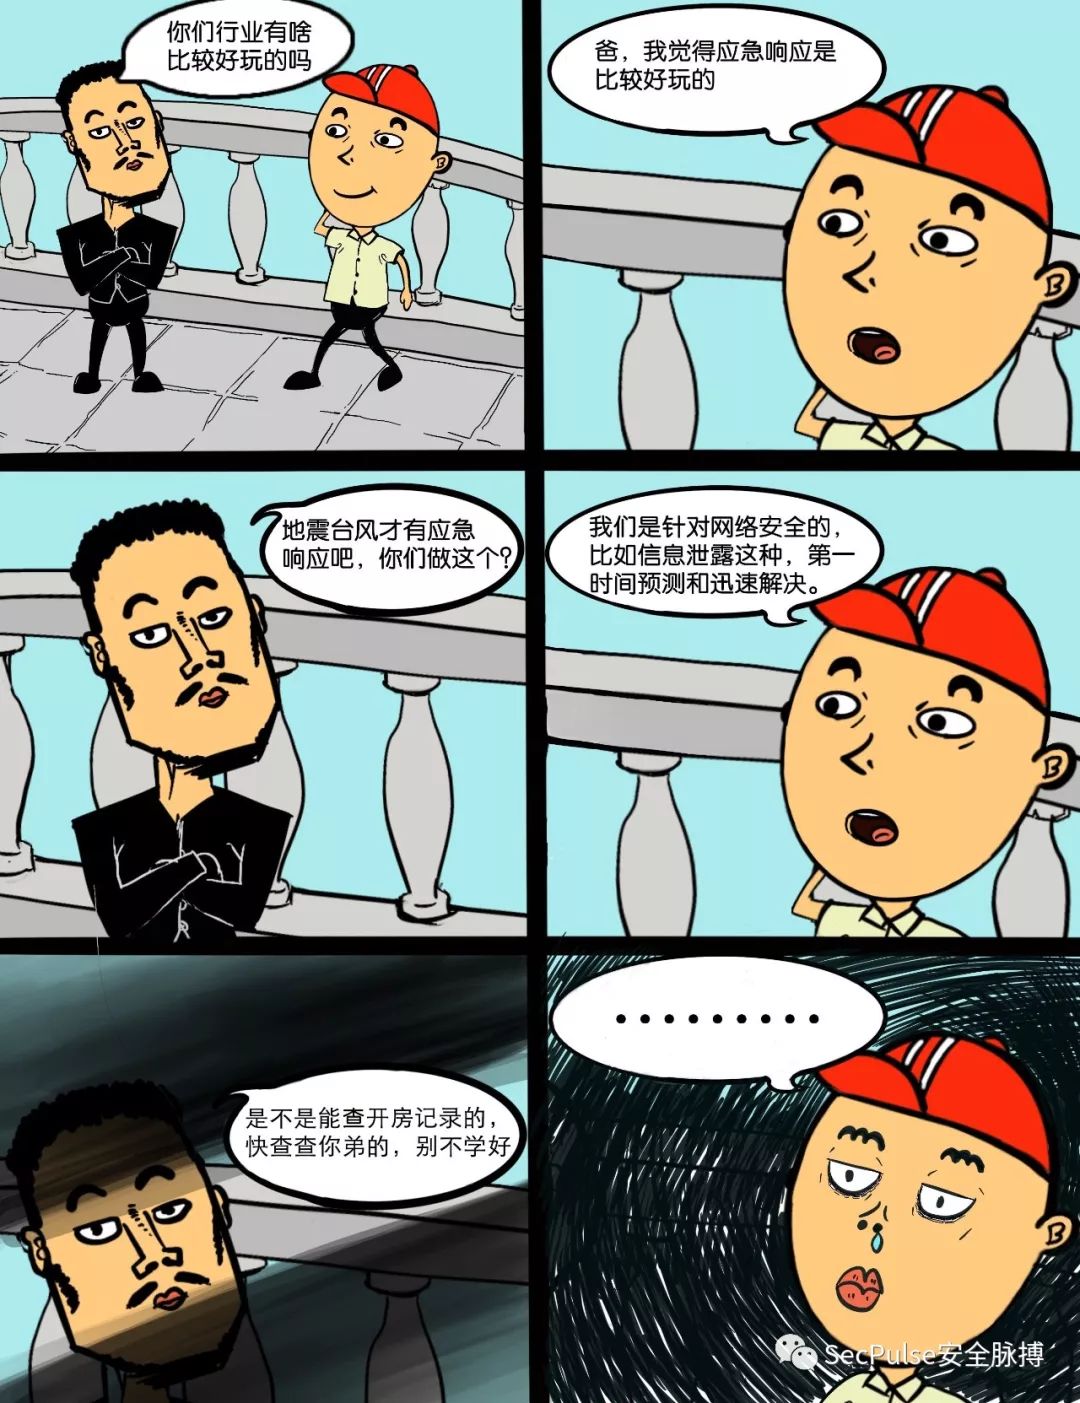 你们行业有啥
比较好玩的吗
爸，我觉得应急响应是
比较好玩的
地震台风才有应急
响应吧，你们做这个?
我们是针对网络安全的，
比如信息泄露这种，第一
时间预测和迅速解决。
是不是能查开房记录的，
快查查你弟的，别不学好
•••••••••
SecPulse安全脉搏